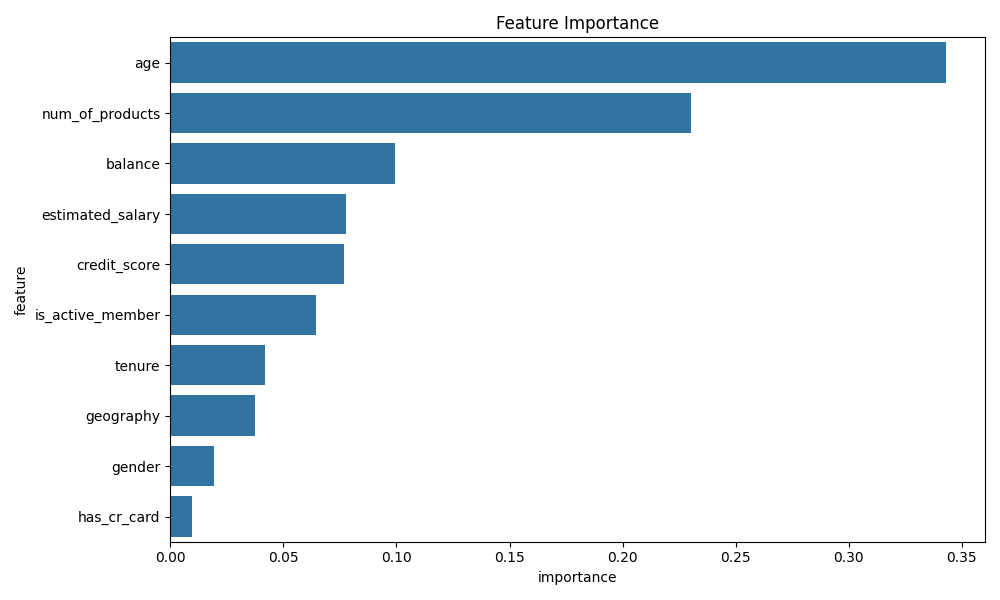 Feature Importance
age
num_of_products
balance
estimated_salary
credit_score
is_active_member
tenure
geography
gender
has_cr_card
feature
0.00 0.05 0.10 0.15 0.20 0.25 0.30 0.35
importance